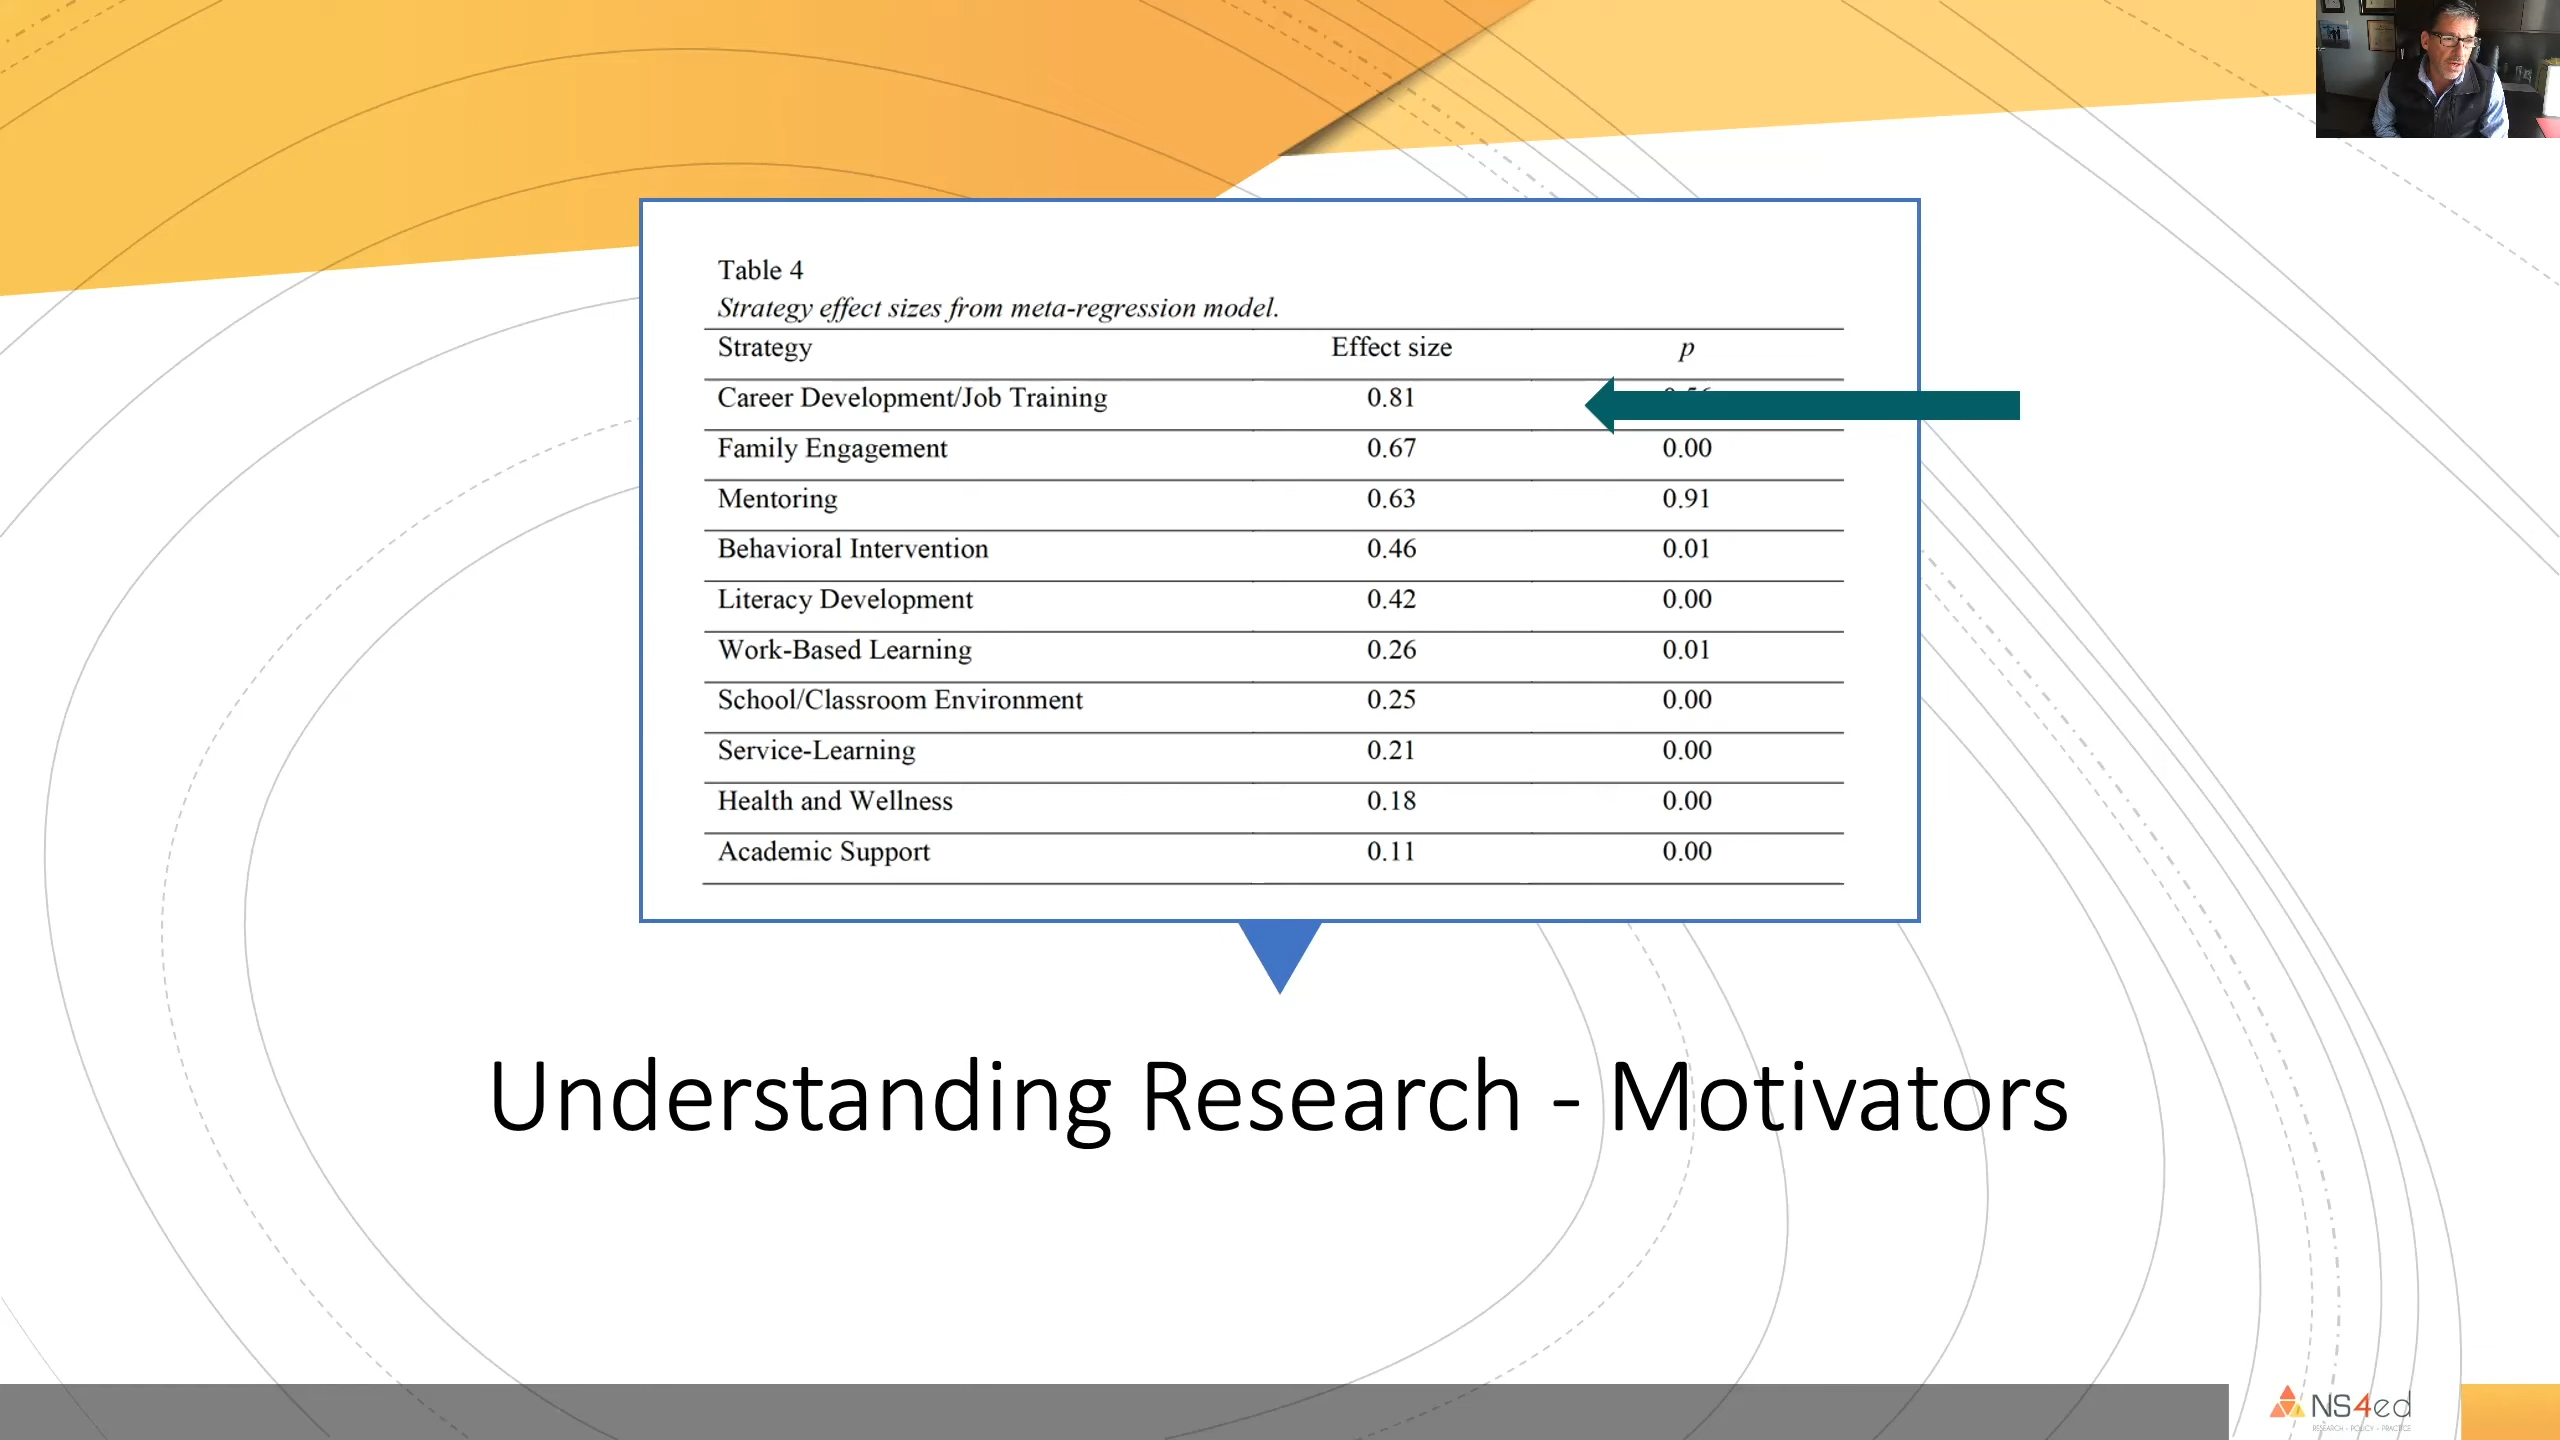 Table 4
Strategy effect sizes from meta-regression model.
Strategy Effect size p
Career Development/Job Training 0.81
Family Engagement 0.67 0.00
Mentoring 0.63 0.91
Behavioral Intervention 0.46 0.01
Literacy Development 0.42 0.00
Work-Based Learning 0.26 0.01
School/Classroom Environment 0.25 0.00
Service-Learning 0.21 0.00
Health and Wellness 0.18 0.00
Academic Support 0.11 0.00
Understanding Research - Motivators
NS4ed
RESEARCH - POLICY - PRACTICE